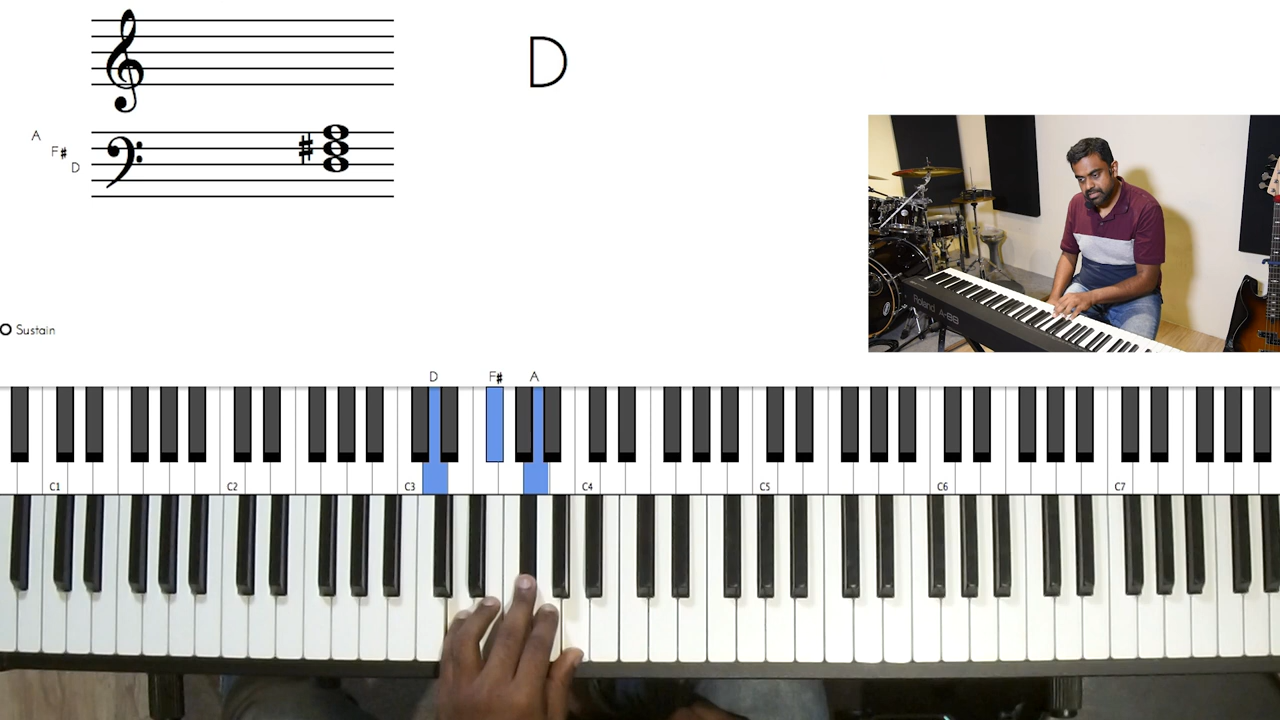 D
A
F#
D
Sustain
D F# A
C1 C2 C3 C4 C5 C6 C7
Roland A-88